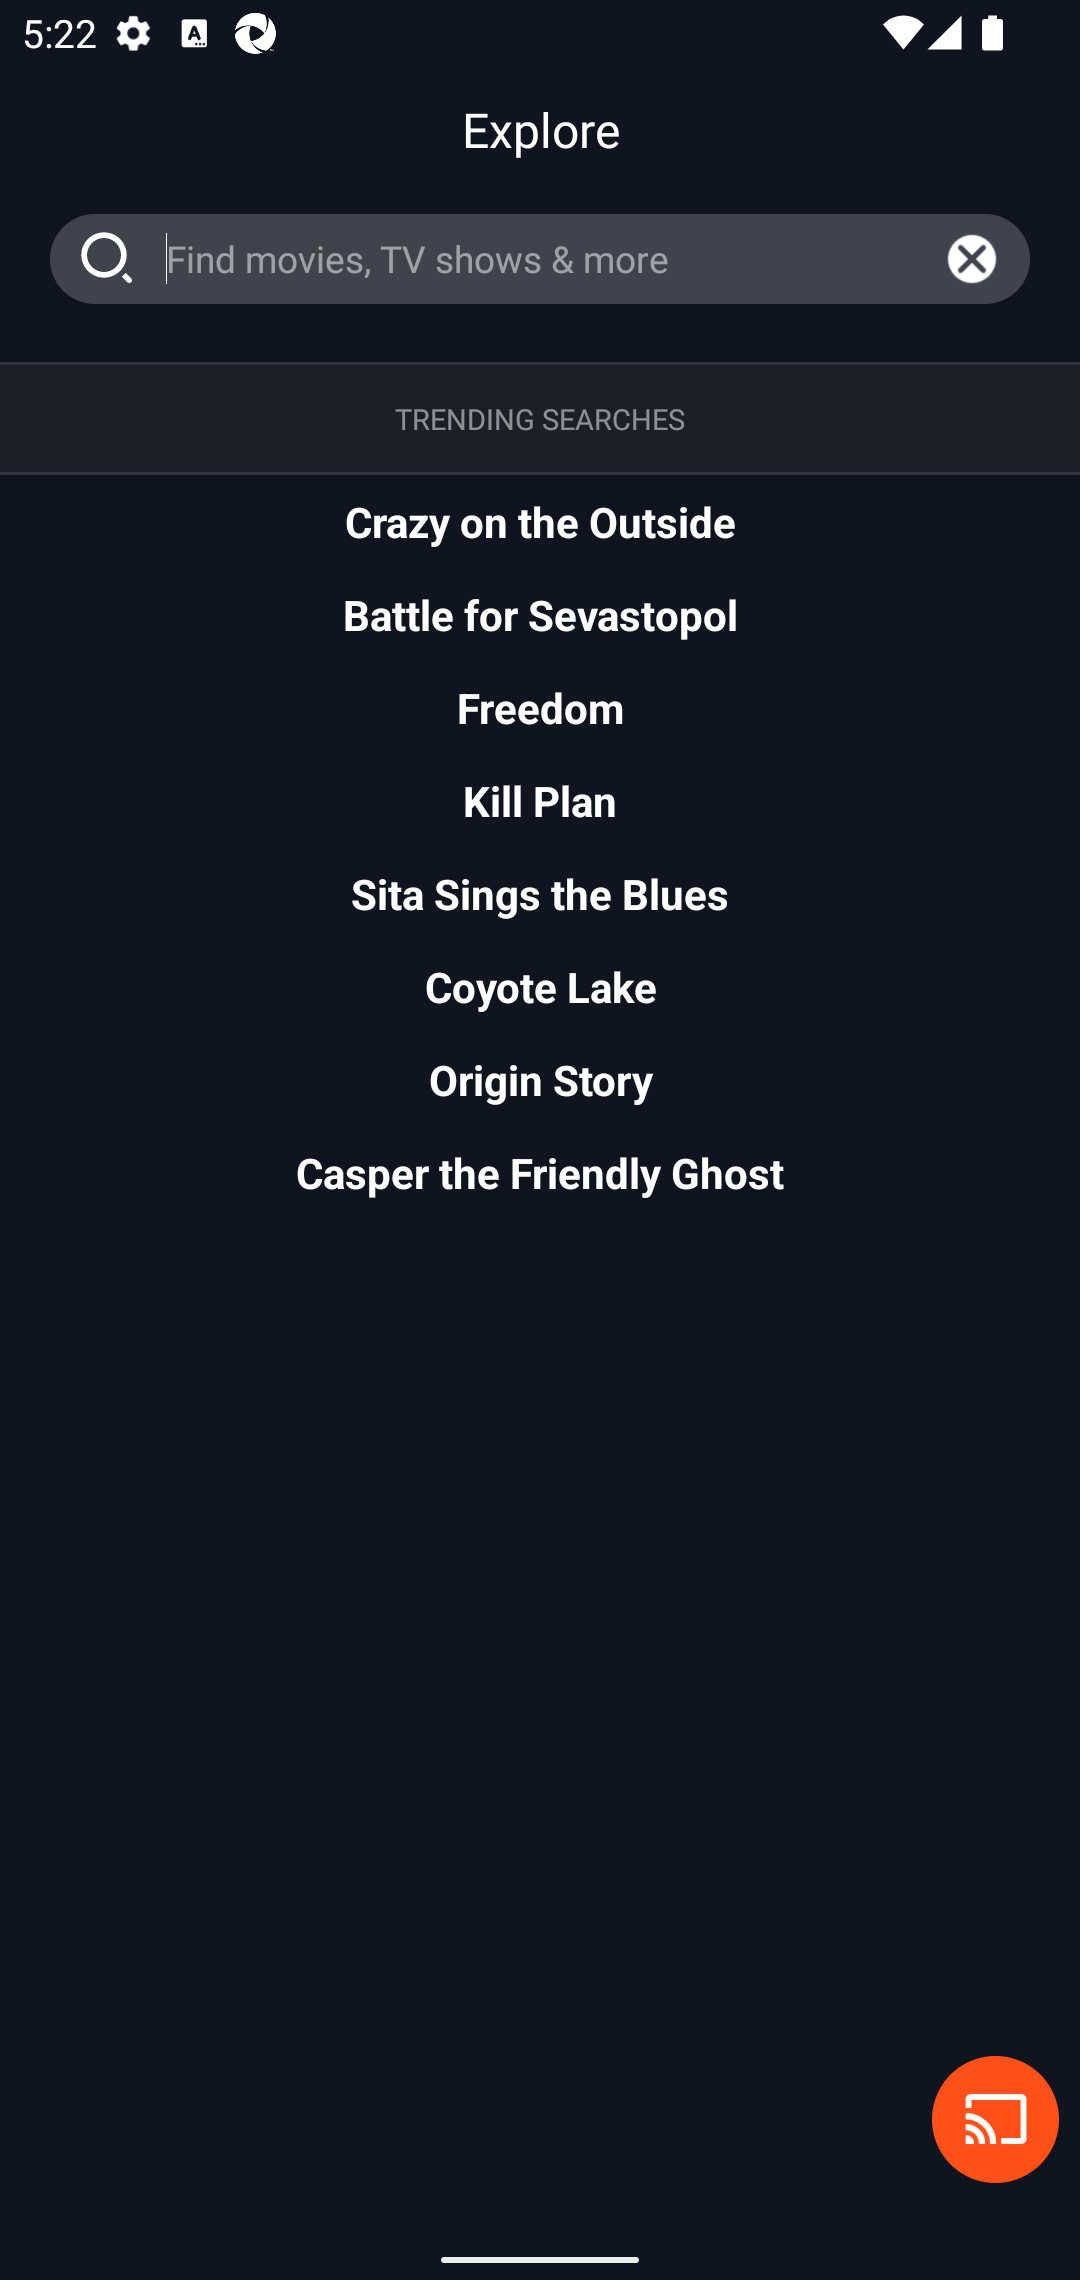 5:22
Explore
Find movies, TV shows & more
TRENDING SEARCHES
Crazy on the Outside
Battle for Sevastopol
Freedom
Kill Plan
Sita Sings the Blues
Coyote Lake
Origin Story
Casper the Friendly Ghost